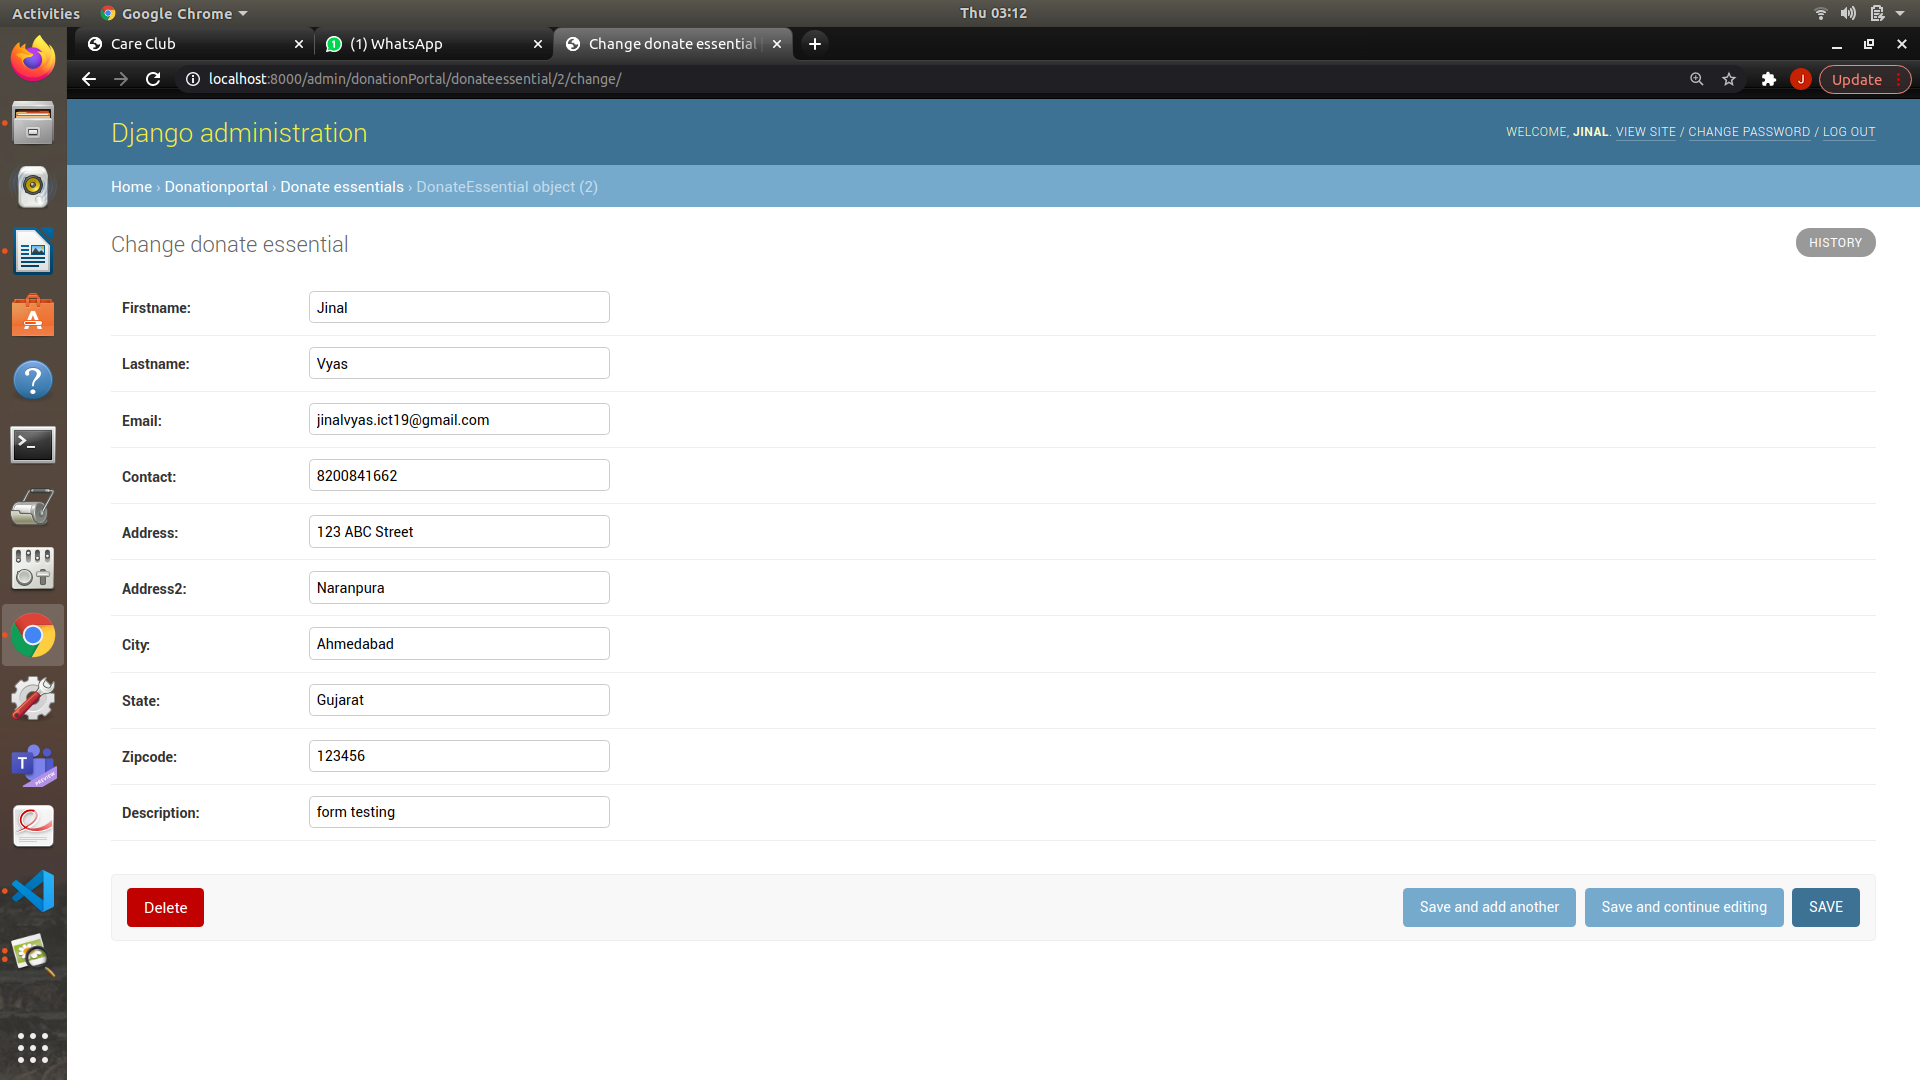 Activities Google Chrome Thu 03:12
Care Club (1) WhatsApp Change donate essential
localhost:8000/admin/donationPortal/donateessential/2/change/ J Update
Django administration WELCOME, JINAL. VIEW SITE / CHANGE PASSWORD / LOG OUT
Home › Donationportal › Donate essentials › DonateEssential object (2)
Change donate essential HISTORY
Firstname: Jinal
Lastname: Vyas
Email: jinalvyas.ict19@gmail.com
Contact: 8200841662
Address: 123 ABC Street
Address2: Naranpura
City: Ahmedabad
State: Gujarat
Zipcode: 123456
Description: form testing
Delete Save and add another Save and continue editing SAVE